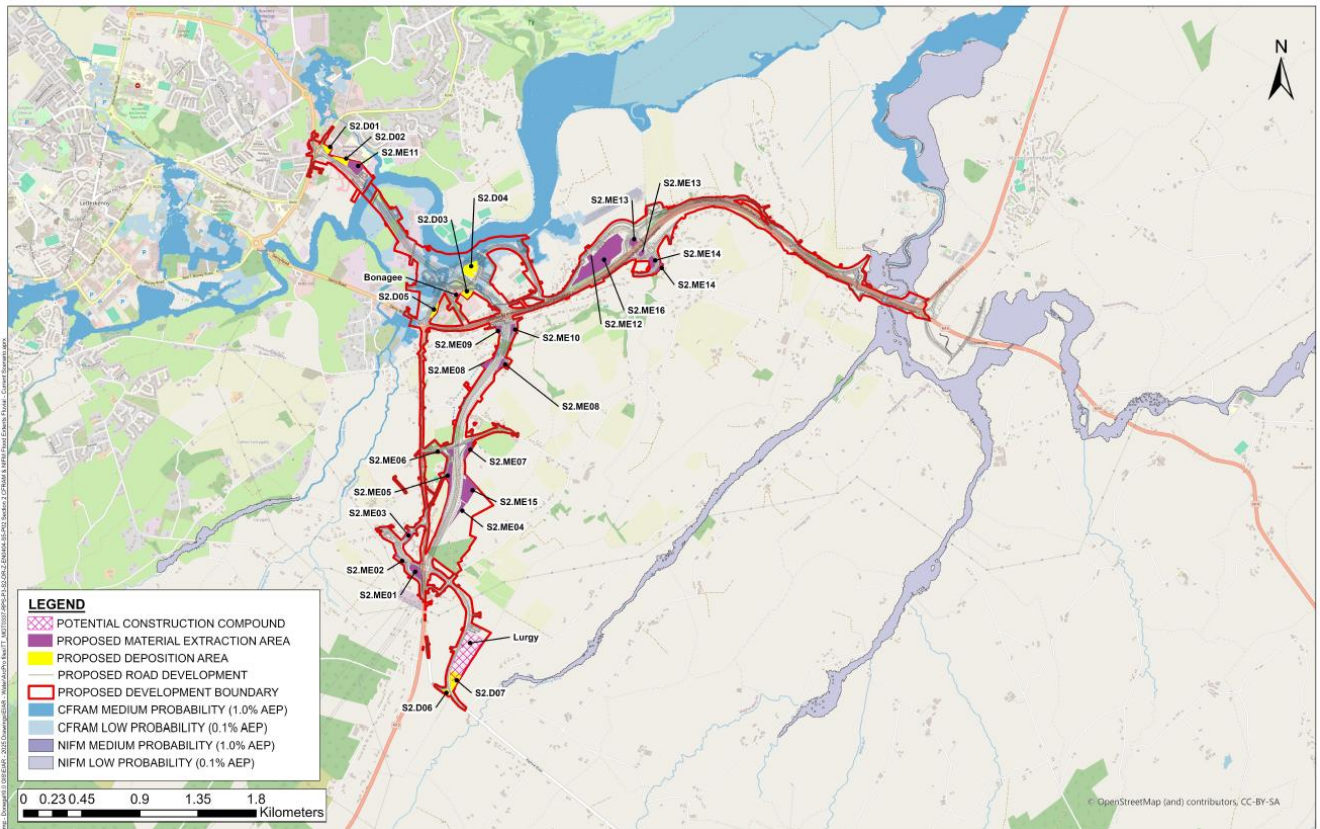 N
S2.D01
S2.D02
S2.ME11
S2.D04
S2.D03
S2.ME13
S2.ME13
S2.ME14
S2.ME14
Bonagee
S2.D05
S2.ME16
S2.ME12
S2.ME10
S2.ME09
S2.ME08
S2.ME08
S2.ME06
S2.ME07
S2.ME05
S2.ME15
S2.ME03
S2.ME04
S2.ME02
S2.ME01
Lurgy
S2.D07
S2.D06
Letterkenny
LEGEND
POTENTIAL CONSTRUCTION COMPOUND
PROPOSED MATERIAL EXTRACTION AREA
PROPOSED DEPOSITION AREA
PROPOSED ROAD DEVELOPMENT
PROPOSED DEVELOPMENT BOUNDARY
CFRAM MEDIUM PROBABILITY (1.0% AEP)
CFRAM LOW PROBABILITY (0.1% AEP)
NIFM MEDIUM PROBABILITY (1.0% AEP)
NIFM LOW PROBABILITY (0.1% AEP)
0 0.23 0.45 0.9 1.35 1.8
Kilometers
© OpenStreetMap (and) contributors, CC-BY-SA